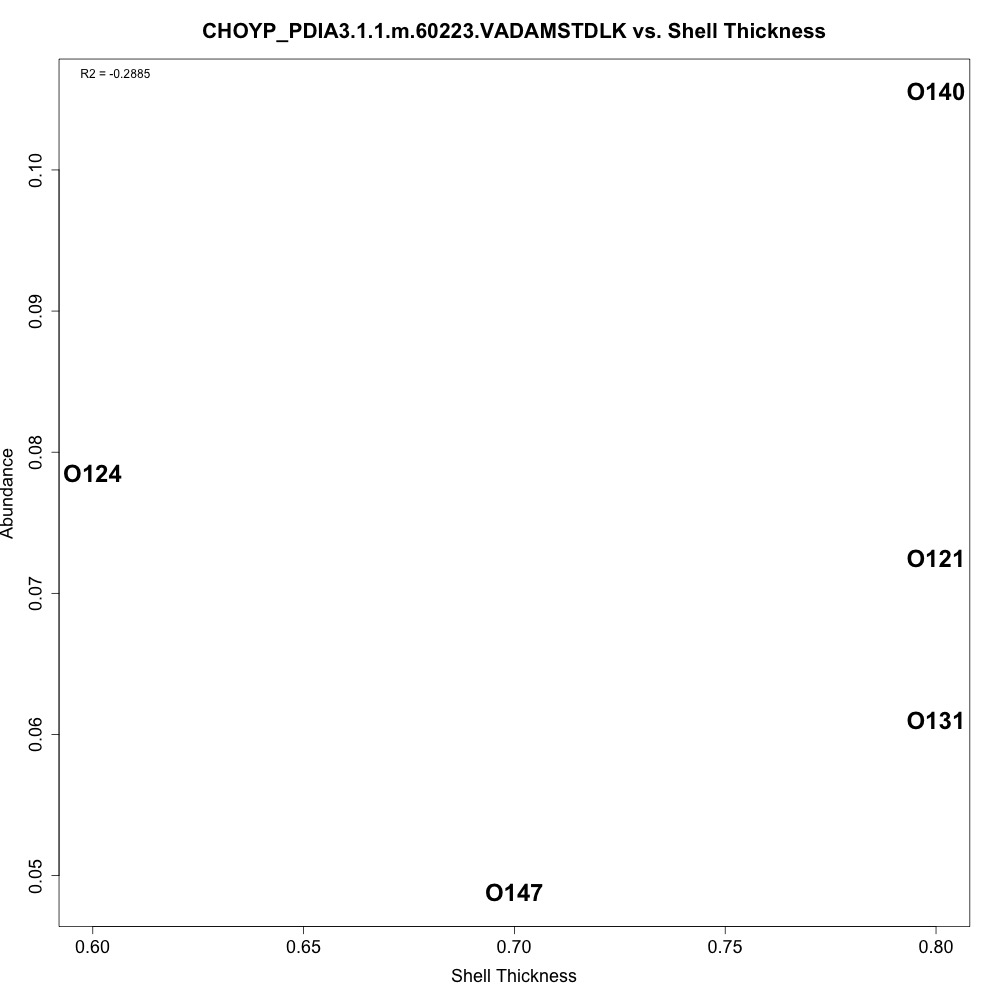 CHOYP_PDIA3.1.1.m.60223.VADAMSTDLK vs. Shell Thickness
R2 = -0.2885
O140
0.10
0.09
0.08
O124
Abundance
O121
0.07
O131
0.06
0.05
O147
0.60 0.65 0.70 0.75 0.80
Shell Thickness